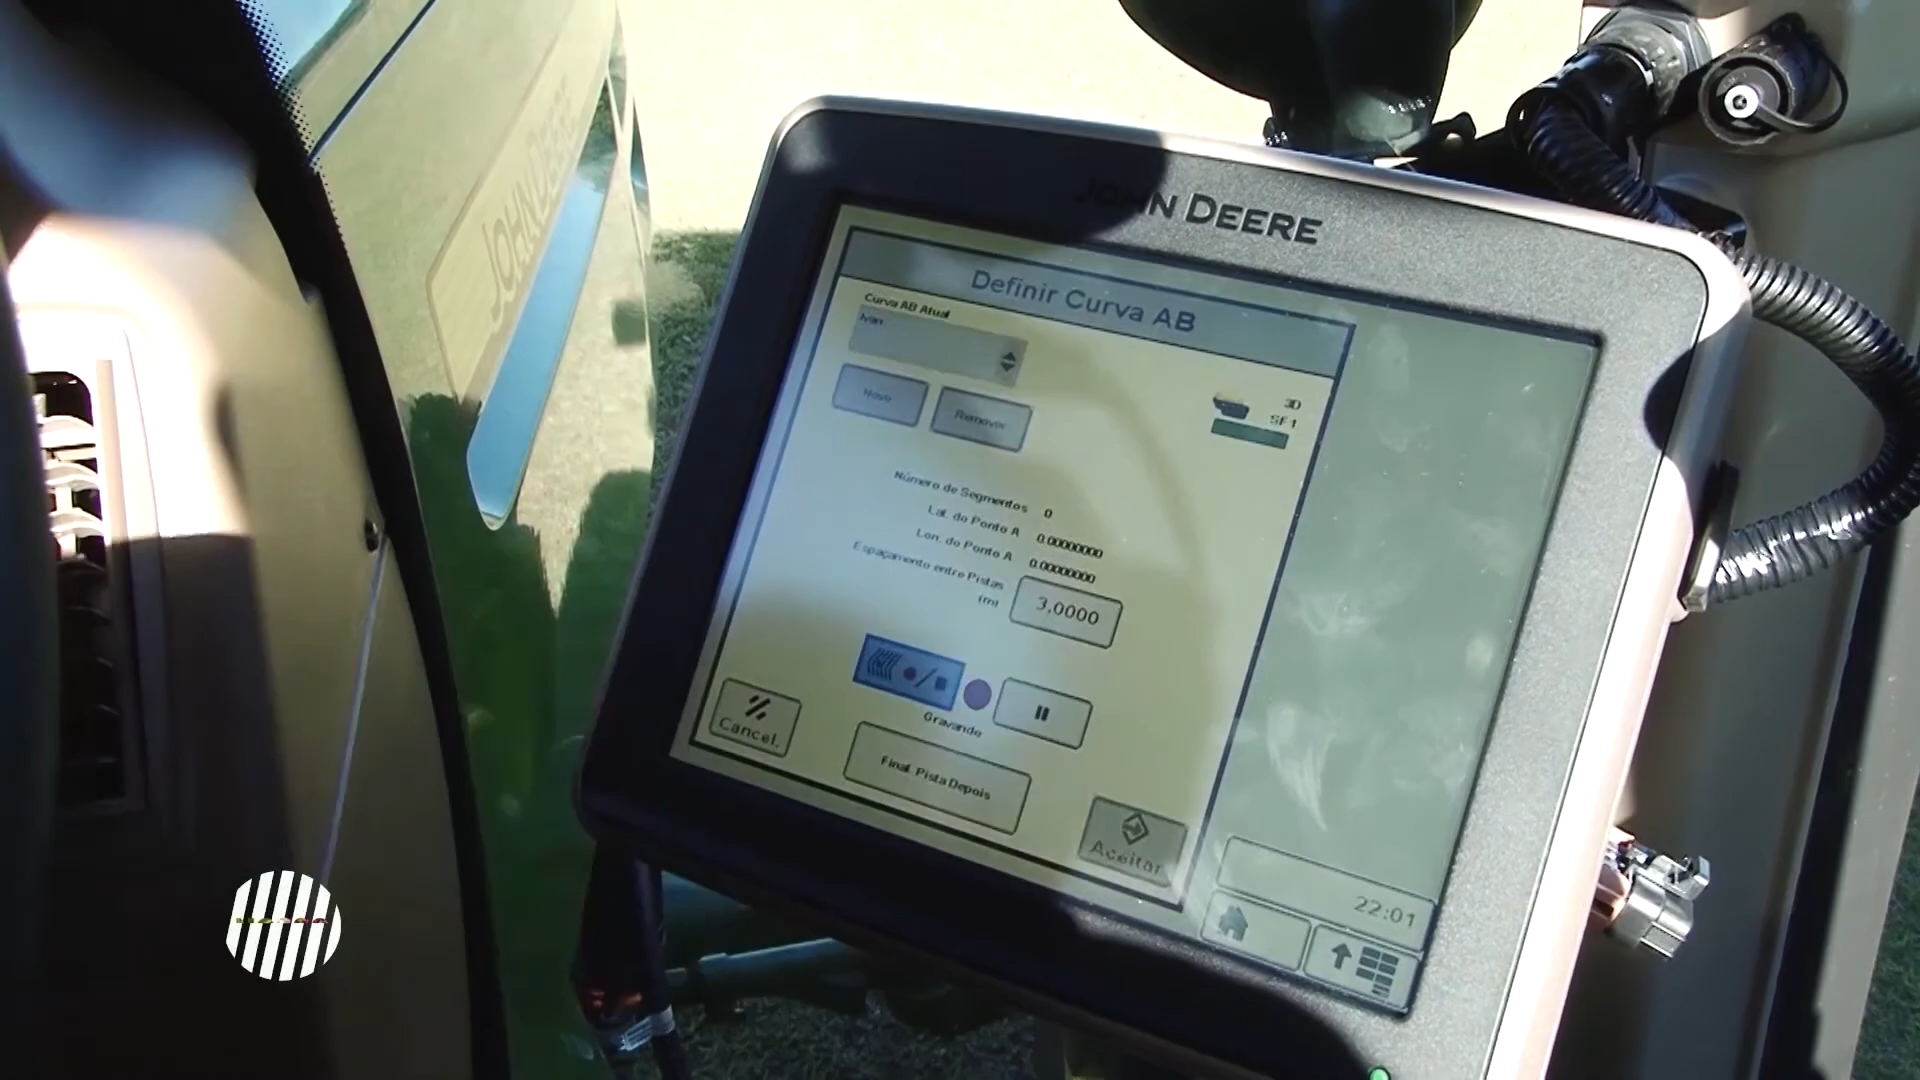 JOHN DEERE
JOHN DEERE
Definir Curva AB
Curva AB Atual
Ivan
Novo
Remover
3D
SF1
Número de Segmentos 0
Lat. do Ponto A 0.0000000
Lon. do Ponto A 0.0000000
Espaçamento entre Pistas
(m)
3,0000
Gravando
Cancel.
Final. Pista Depois
Aceitar
22:01